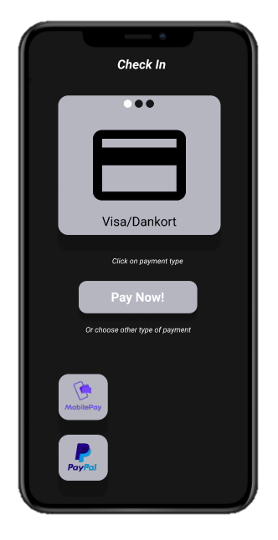 Check In
Visa/Dankort
Click on payment type
Pay Now!
Or choose other type of payment
MobilePay
PayPal